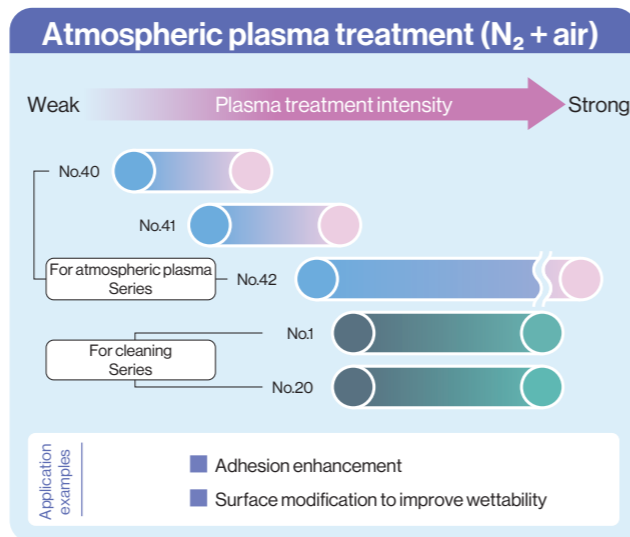 Atmospheric plasma treatment (N₂ + air)
Weak Plasma treatment intensity Strong
No.40
No.41
For atmospheric plasma
Series
No.42
No.1
For cleaning
Series
No.20
Application
examples
Adhesion enhancement
Surface modification to improve wettability